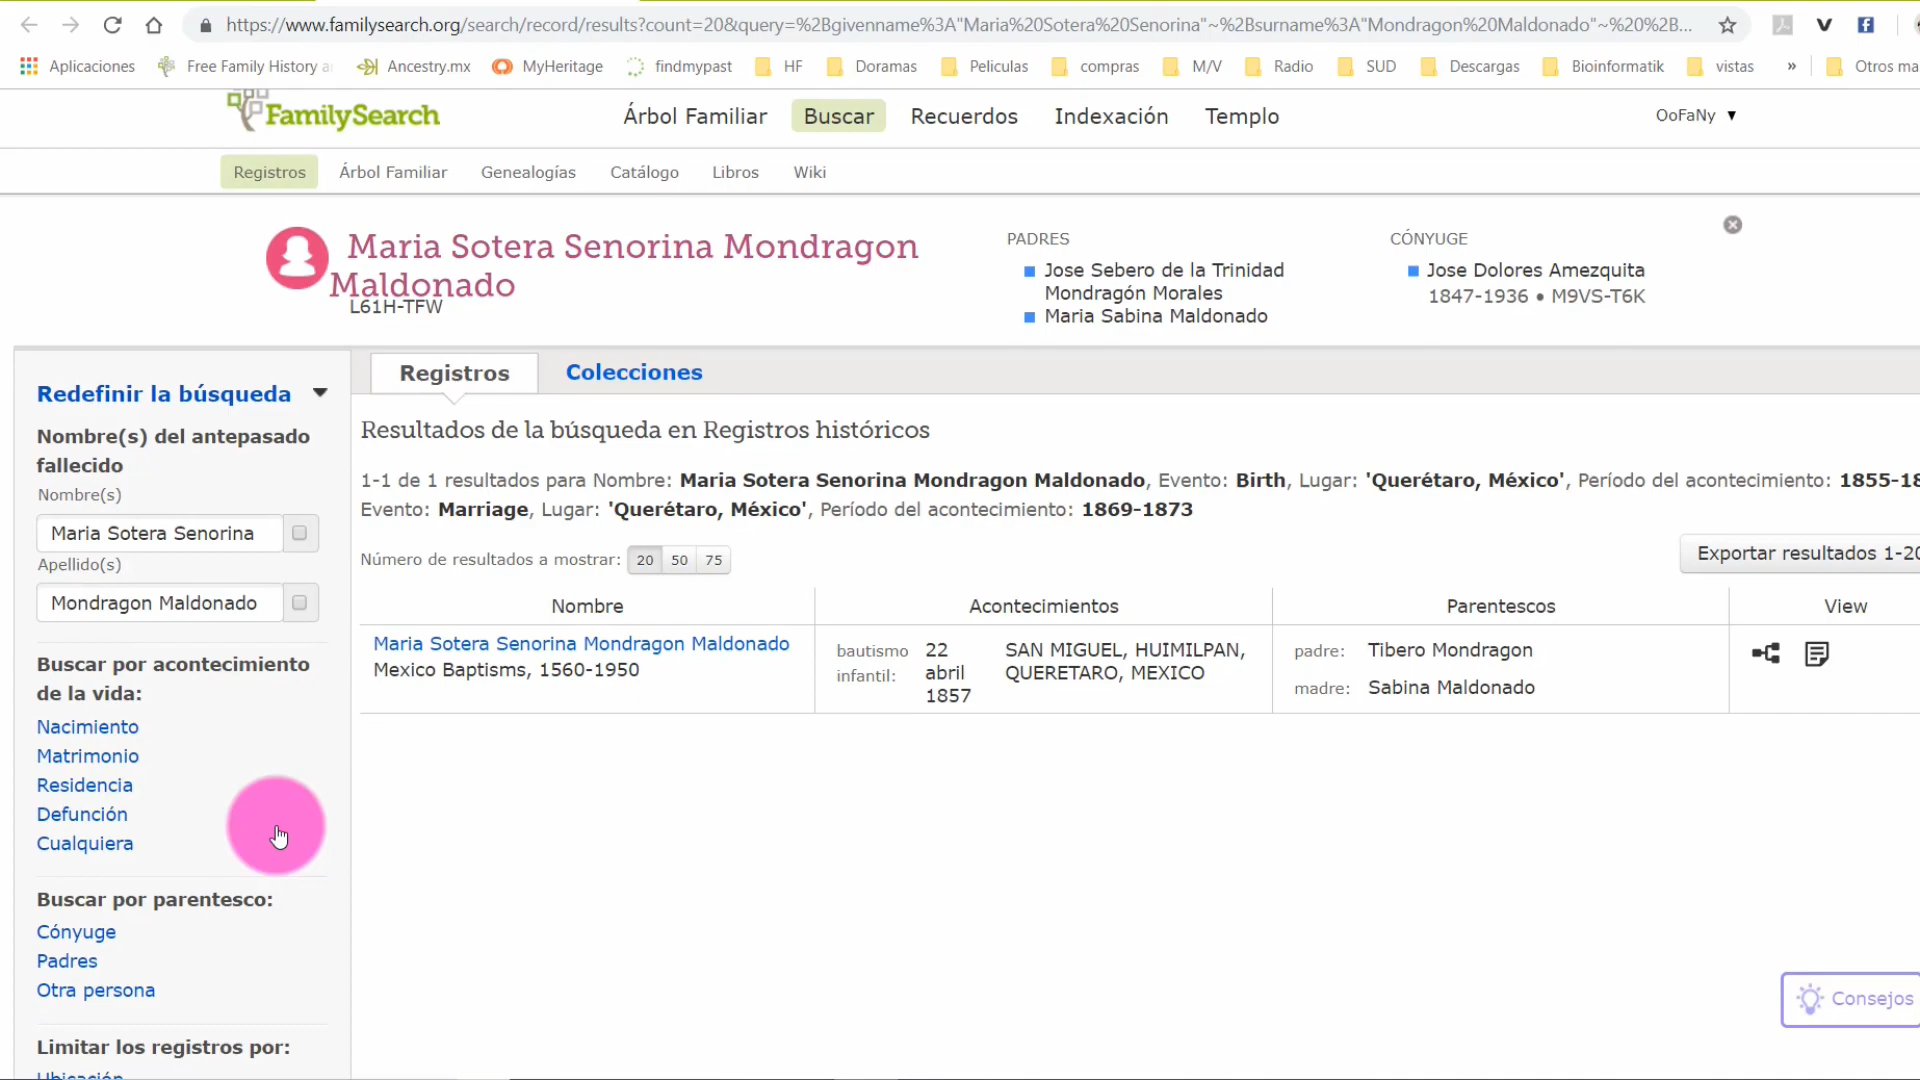 https://www.familysearch.org/search/record/results?count=20&query=%2Bgivenname%3A"Maria%20Sotera%20Senorina"~%2Bsurname%3A"Mondragon%20Maldonado"~%20%2B...
Aplicaciones Free Family History a Ancestry.mx MyHeritage findmypast HF Doramas Peliculas compras M/V Radio SUD Descargas Bioinformatik vistas » Otros ma
FamilySearch Árbol Familiar Buscar Recuerdos Indexación Templo OoFaNy ▼
Registros Árbol Familiar Genealogías Catálogo Libros Wiki
Maria Sotera Senorina Mondragon
Maldonado
L61H-TFW
PADRES
Jose Sebero de la Trinidad
Mondragón Morales
Maria Sabina Maldonado
CÓNYUGE
Jose Dolores Amezquita
1847-1936 • M9VS-T6K
Redefinir la búsqueda
Nombre(s) del antepasado
fallecido
Nombre(s)
Maria Sotera Senorina
Apellido(s)
Mondragon Maldonado
Buscar por acontecimiento
de la vida:
Nacimiento
Matrimonio
Residencia
Defunción
Cualquiera
Buscar por parentesco:
Cónyuge
Padres
Otra persona
Limitar los registros por:
Ubicación
Registros Colecciones
Resultados de la búsqueda en Registros históricos
1-1 de 1 resultados para Nombre: Maria Sotera Senorina Mondragon Maldonado, Evento: Birth, Lugar: 'Querétaro, México', Período del acontecimiento: 1855-18
Evento: Marriage, Lugar: 'Querétaro, México', Período del acontecimiento: 1869-1873
Número de resultados a mostrar: 20 50 75
Exportar resultados 1-20
Nombre Acontecimientos Parentescos View
Maria Sotera Senorina Mondragon Maldonado
Mexico Baptisms, 1560-1950
bautismo
infantil:
22
abril
1857
SAN MIGUEL, HUIMILPAN,
QUERETARO, MEXICO
padre: Tibero Mondragon
madre: Sabina Maldonado
Consejos